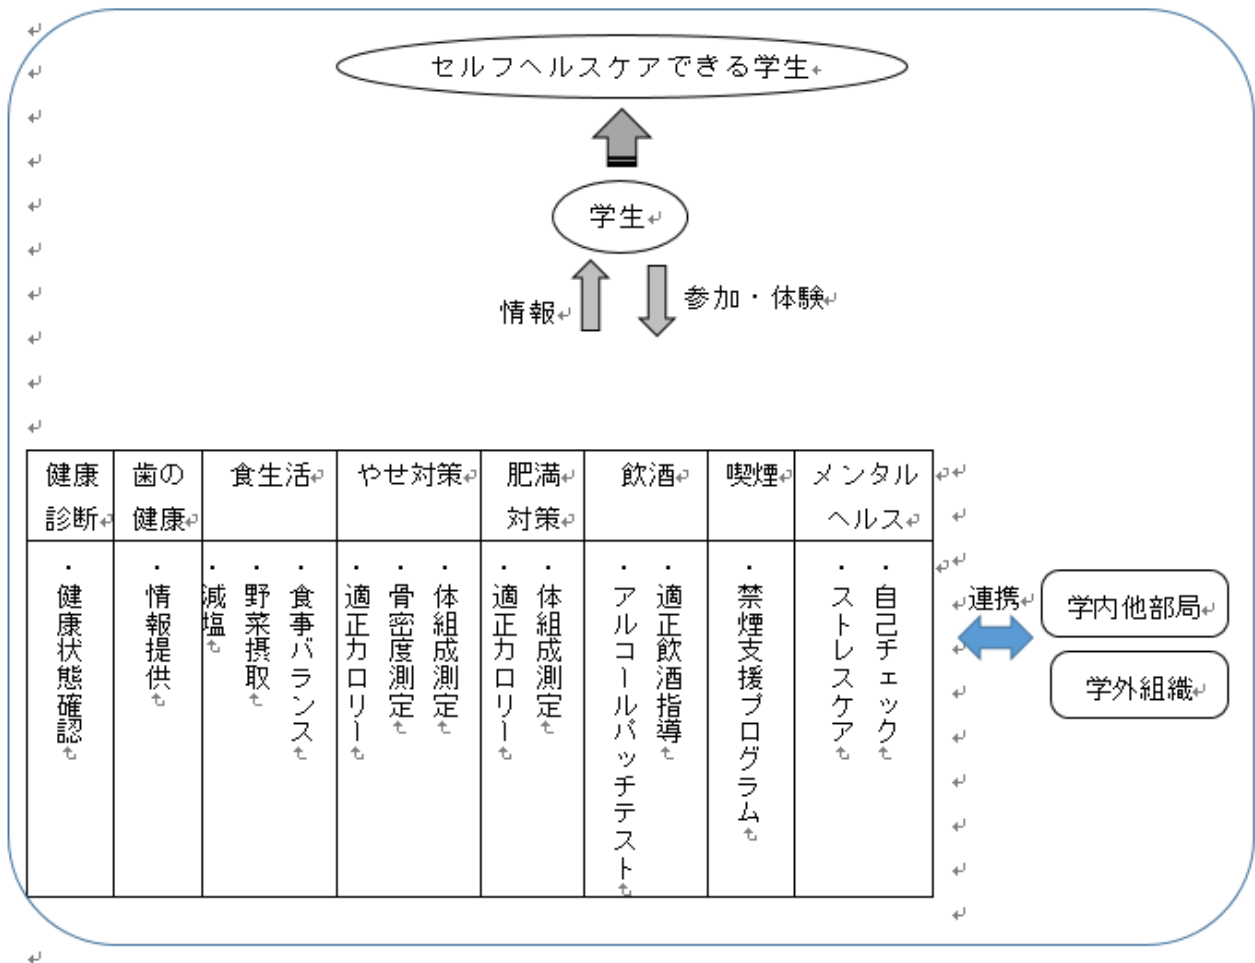 セルフヘルスケアできる学生
学生
情報
参加・体験
健康
診断
歯の
健康
食生活
やせ対策
肥満
対策
飲酒
喫煙
メンタル
ヘルス
・健康状態確認
・情報提供
・食事バランス
・野菜摂取
・減塩
・体組成測定
・骨密度測定
・適正カロリー
・体組成測定
・適正カロリー
・適正飲酒指導
・アルコールパッチテスト
・禁煙支援プログラム
・自己チェック
・ストレスケア
連携
学内他部局
学外組織